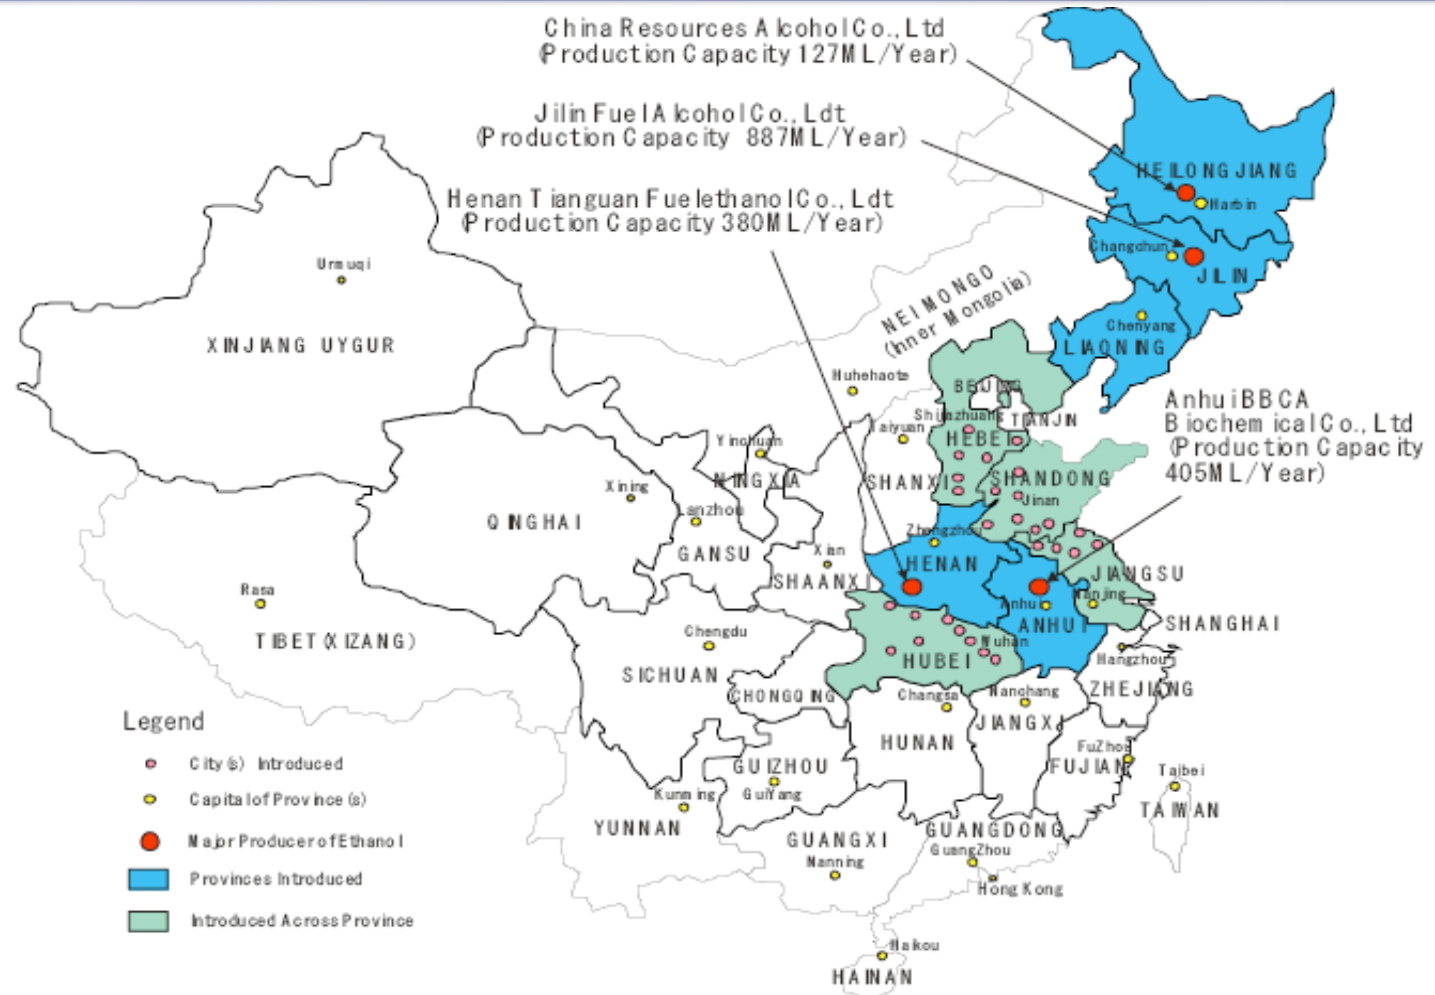 China Resources Alcohol Co., Ltd
(Production Capacity 127ML/Year)
Jilin Fuel Alcohol Co., Ldt
(Production Capacity 887ML/Year)
Henan Tianguan Fuelethanol Co., Ldt
(Production Capacity 380ML/Year)
HEILONGJIANG
Harbin
Changchun
JILIN
Urmuqi
NEIMONGO
(Inner Mongolia)
Chenyang
LIAONING
XINJIANG UYGUR
Huhehaote
BEJING
Anhui BBCA
Biochemical Co., Ltd
(Production Capacity
405ML/Year)
Shijiazhuang
TIANJIN
Taiyuan
HEBEI
Yinchuan
NINGXIA
SHANXI
SHANDONG
Xining
Jinan
Lanzhou
QINGHAI
Zhengzhou
GANSU
Xian
HENAN
SHAANXI
JIANGSU
Rasa
Anhui
Nanjing
TIBET(XIZANG)
ANHUI
SHANGHAI
Chengdu
Wuhan
HUBEI
Hangzhou
SICHUAN
CHONGQING
Changsa
Nanchang
ZHEJIANG
Legend
JIANGXI
HUNAN
FuZhou
City(s) Introduced
GUIZHOU
FUJIAN
Taibei
Capital of Province(s)
Kunming
GuiYang
TAIWAN
YUNNAN
GUANGXI
GUANGDONG
Major Producer of Ethanol
GuangZhou
Nanning
Provinces Introduced
Hong Kong
Introduced Across Province
Haikou
HAINAN